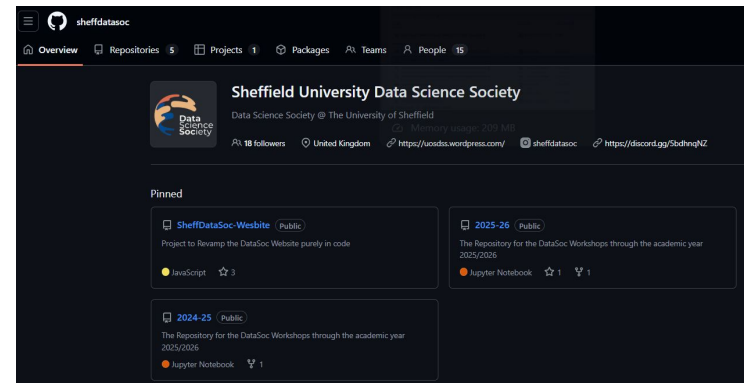 sheffdatasoc
Overview Repositories 5 Projects 1 Packages Teams People 15
Data Science Society
Sheffield University Data Science Society
Data Science Society @ The University of Sheffield
Memory usage: 209 MB
18 followers United Kingdom https://uosdss.wordpress.com/ sheffdatasoc https://discord.gg/5bdhnqNZ
Pinned
SheffDataSoc-Wesbite Public
Project to Revamp the DataSoc Website purely in code
JavaScript 3
2025-26 Public
The Repository for the DataSoc Workshops through the academic year
2025/2026
Jupyter Notebook 1 1
2024-25 Public
The Repository for the DataSoc Workshops through the academic year
2025/2026
Jupyter Notebook 1